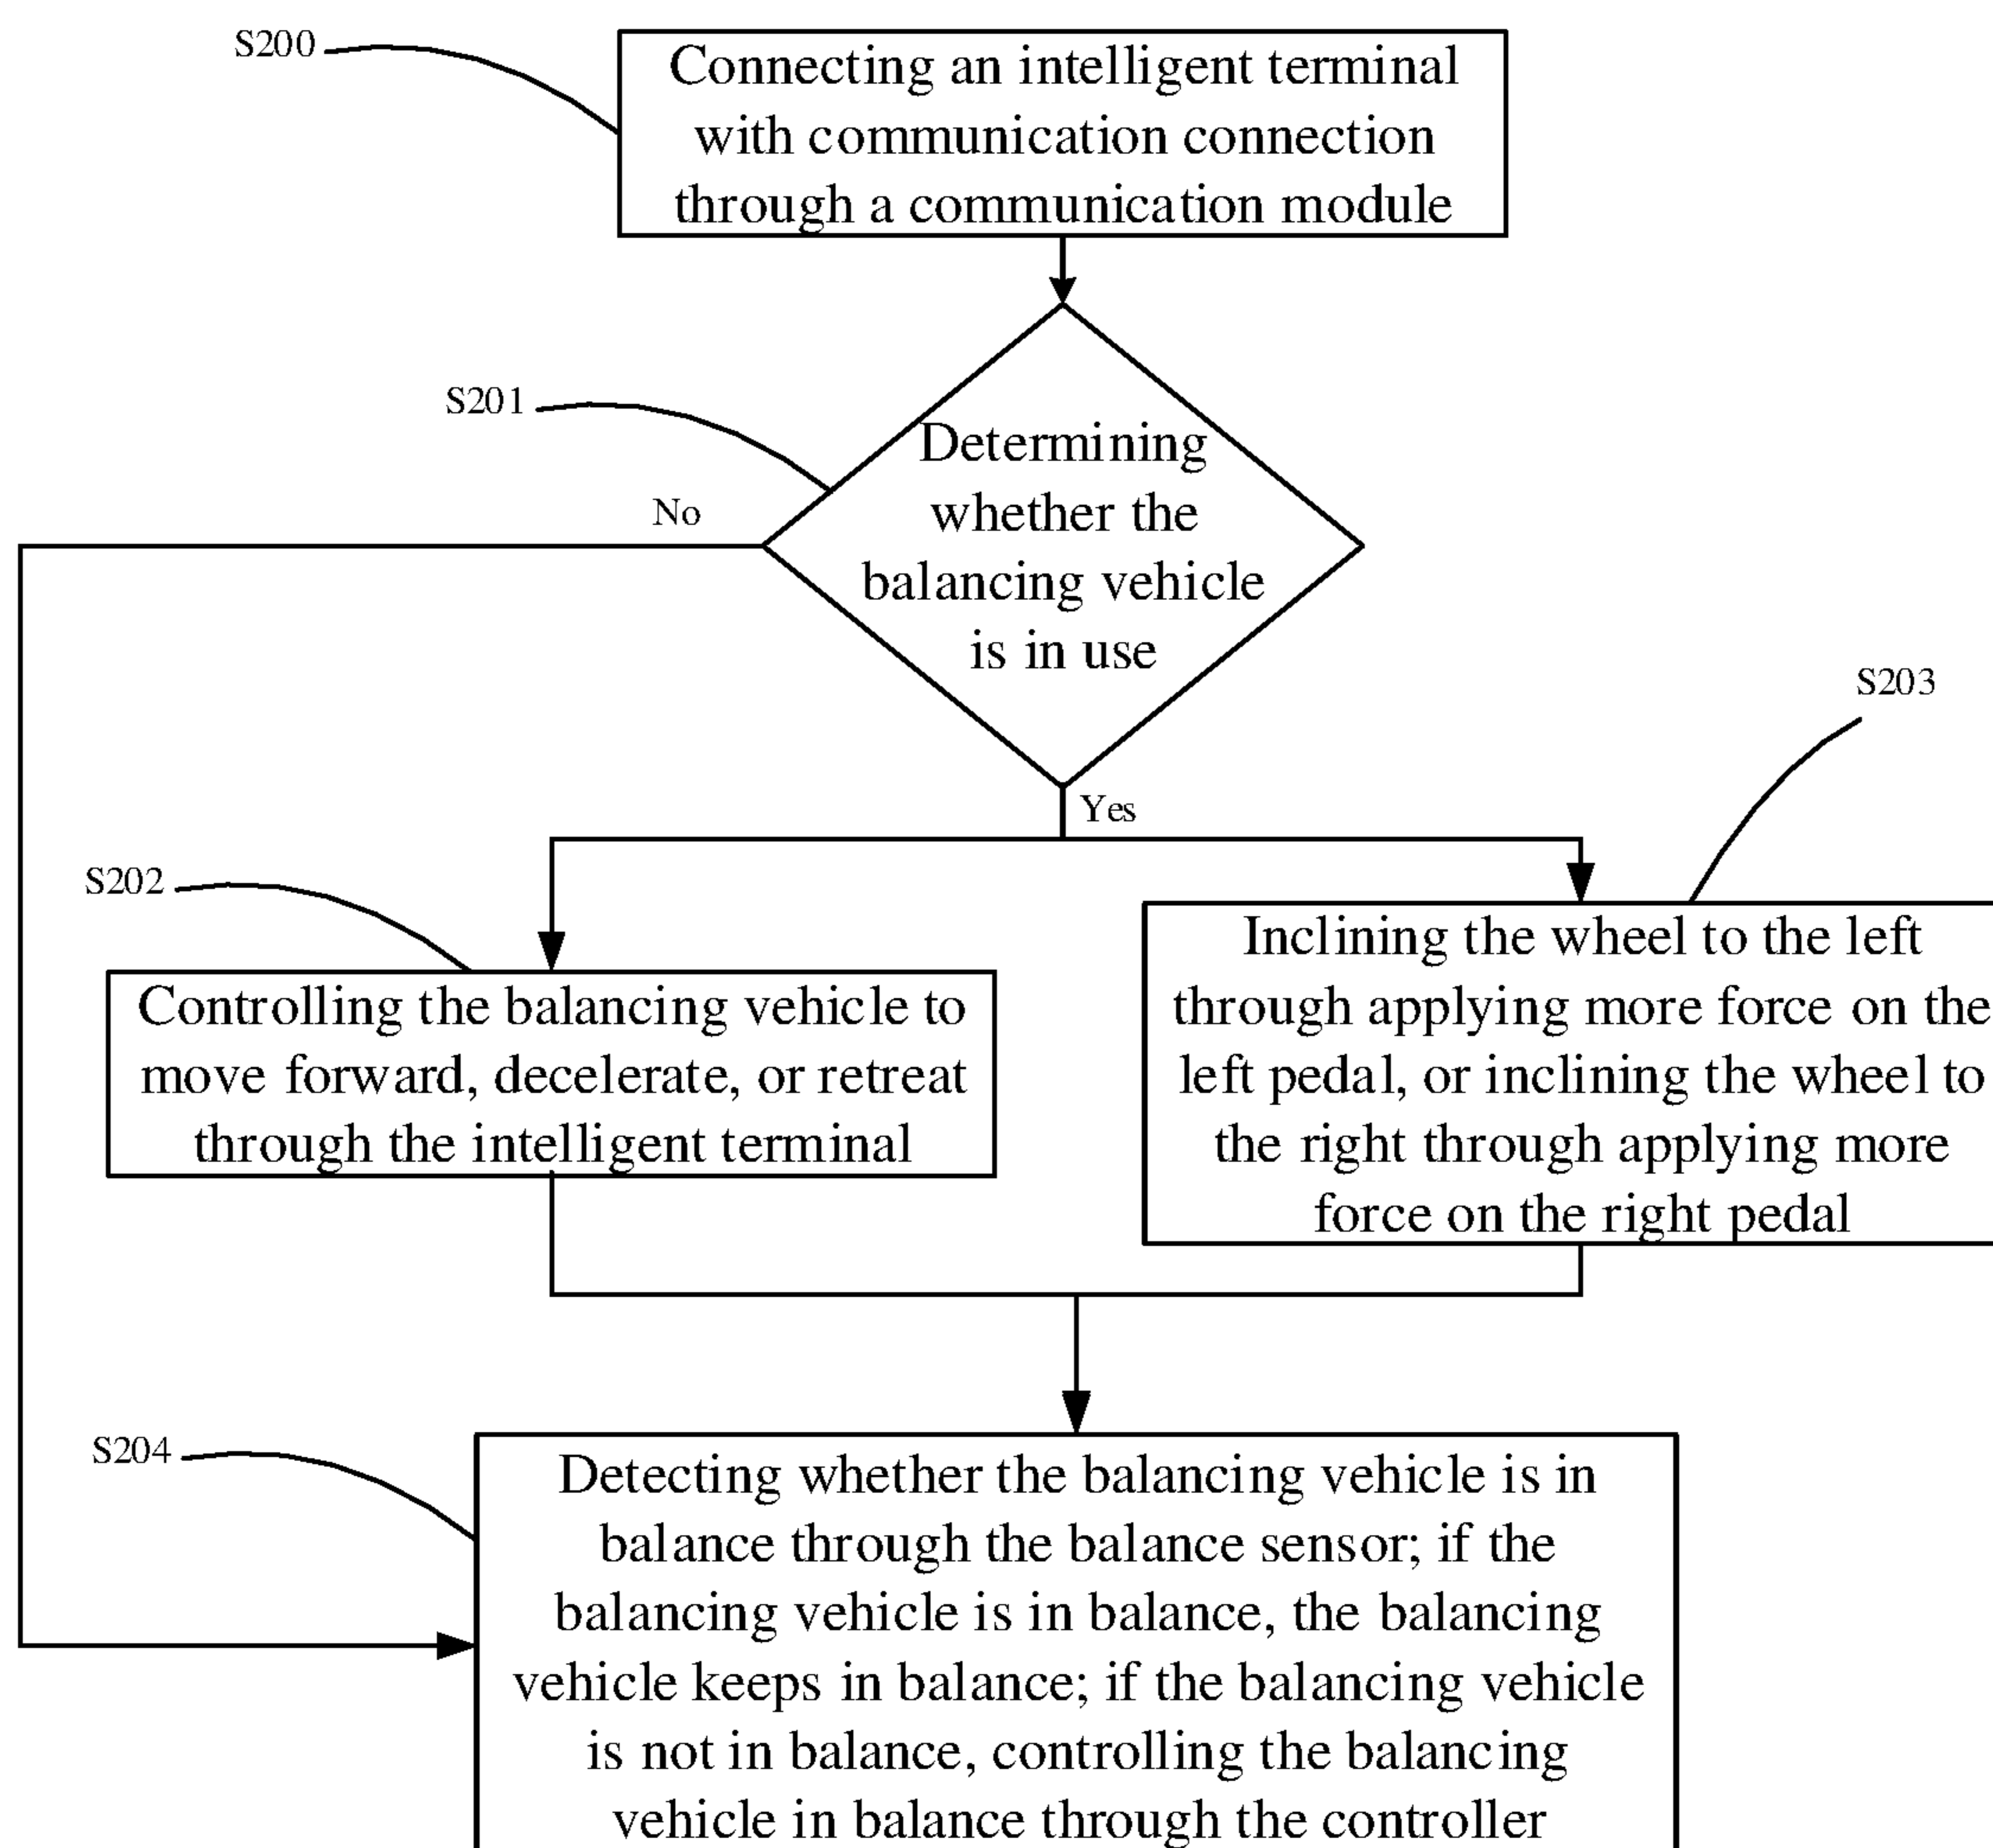 S200
Connecting an intelligent terminal
with communication connection
through a communication module
S201
Determining
whether the
balancing vehicle
is in use
No
Yes
S203
S202
Controlling the balancing vehicle to
move forward, decelerate, or retreat
through the intelligent terminal
Inclining the wheel to the left
through applying more force on the
left pedal, or inclining the wheel to
the right through applying more
force on the right pedal
S204
Detecting whether the balancing vehicle is in
balance through the balance sensor; if the
balancing vehicle is in balance, the balancing
vehicle keeps in balance; if the balancing vehicle
is not in balance, controlling the balancing
vehicle in balance through the controller